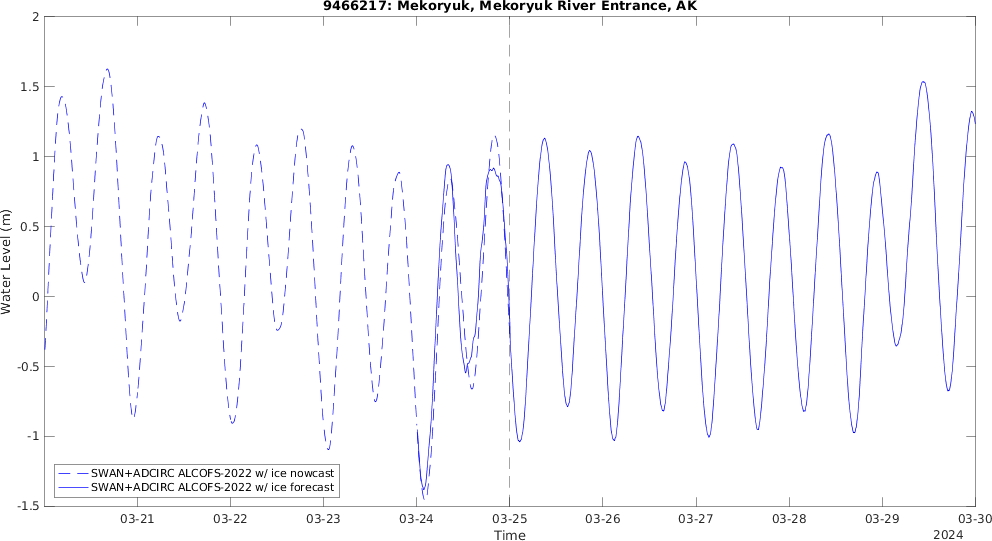 9466217: Mekoryuk, Mekoryuk River Entrance, AK
2
1.5
1
0.5
0
-0.5
-1
-1.5
Water Level (m)
SWAN+ADCIRC ALCOFS-2022 w/ ice nowcast
SWAN+ADCIRC ALCOFS-2022 w/ ice forecast
03-21 03-22 03-23 03-24 03-25 03-26 03-27 03-28 03-29 03-30
Time
2024